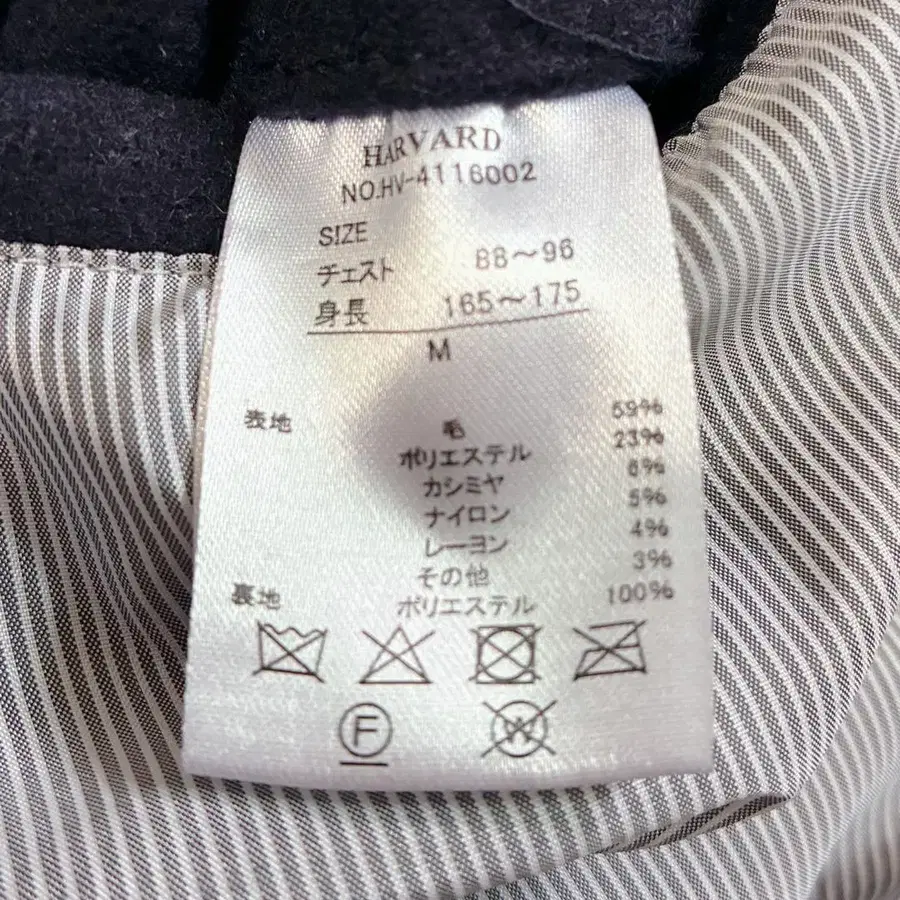 HARVARD
NO.HV-4116002
SIZE
チェスト 88～96
身長 165～175
M
表地 毛 59%
ポリエステル 23%
カシミヤ 8%
ナイロン 5%
レーヨン 4%
その他 3%
裏地 ポリエステル 100%
F W